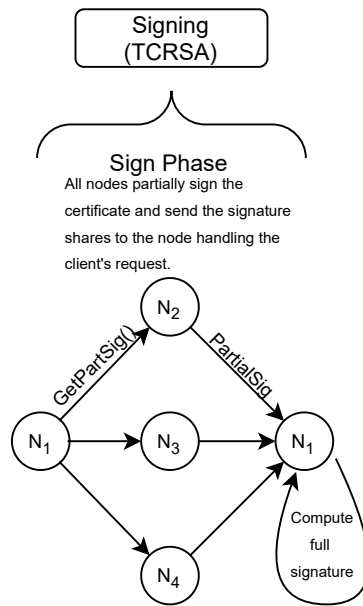 Signing
(TCRSA)
Sign Phase
All nodes partially sign the
certificate and send the signature
shares to the node handling the
client's request.
N2
GetPartSig()
PartialSig
N1
N3
N1
Compute
full
signature
N4